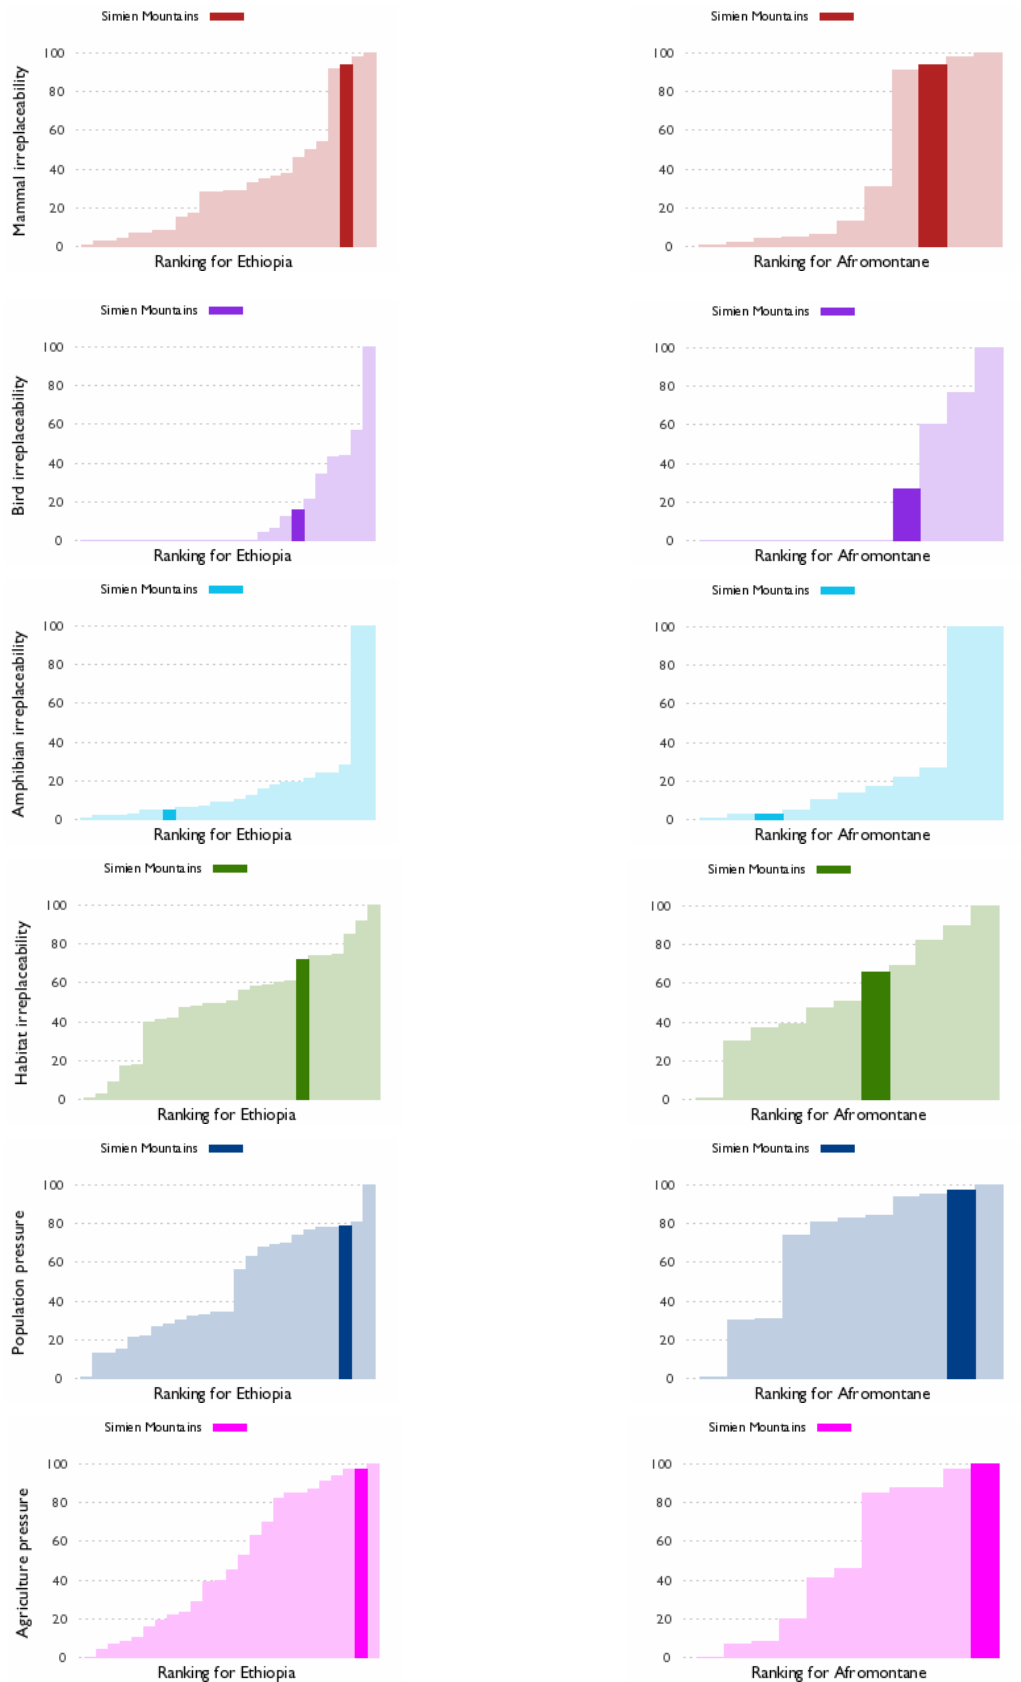 Simien Mountains
Simien Mountains
Mammal irreplaceability
100
80
60
40
20
0
100
80
60
40
20
0
Ranking for Ethiopia
Ranking for Afromontane
Simien Mountains
Simien Mountains
Bird irreplaceability
100
80
60
40
20
0
100
80
60
40
20
0
Ranking for Ethiopia
Ranking for Afromontane
Simien Mountains
Simien Mountains
Amphibian irreplaceability
100
80
60
40
20
0
100
80
60
40
20
0
Ranking for Ethiopia
Ranking for Afromontane
Simien Mountains
Simien Mountains
Habitat irreplaceability
100
80
60
40
20
0
100
80
60
40
20
0
Ranking for Ethiopia
Ranking for Afromontane
Simien Mountains
Simien Mountains
Population pressure
100
80
60
40
20
0
100
80
60
40
20
0
Ranking for Ethiopia
Ranking for Afromontane
Simien Mountains
Simien Mountains
Agriculture pressure
100
80
60
40
20
0
100
80
60
40
20
0
Ranking for Ethiopia
Ranking for Afromontane